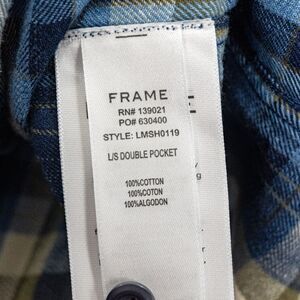 FRAME
RN# 139021
PO# 630400
STYLE: LMSH0119
L/S DOUBLE POCKET
100%COTTON
100%COTON
100%ALGODON